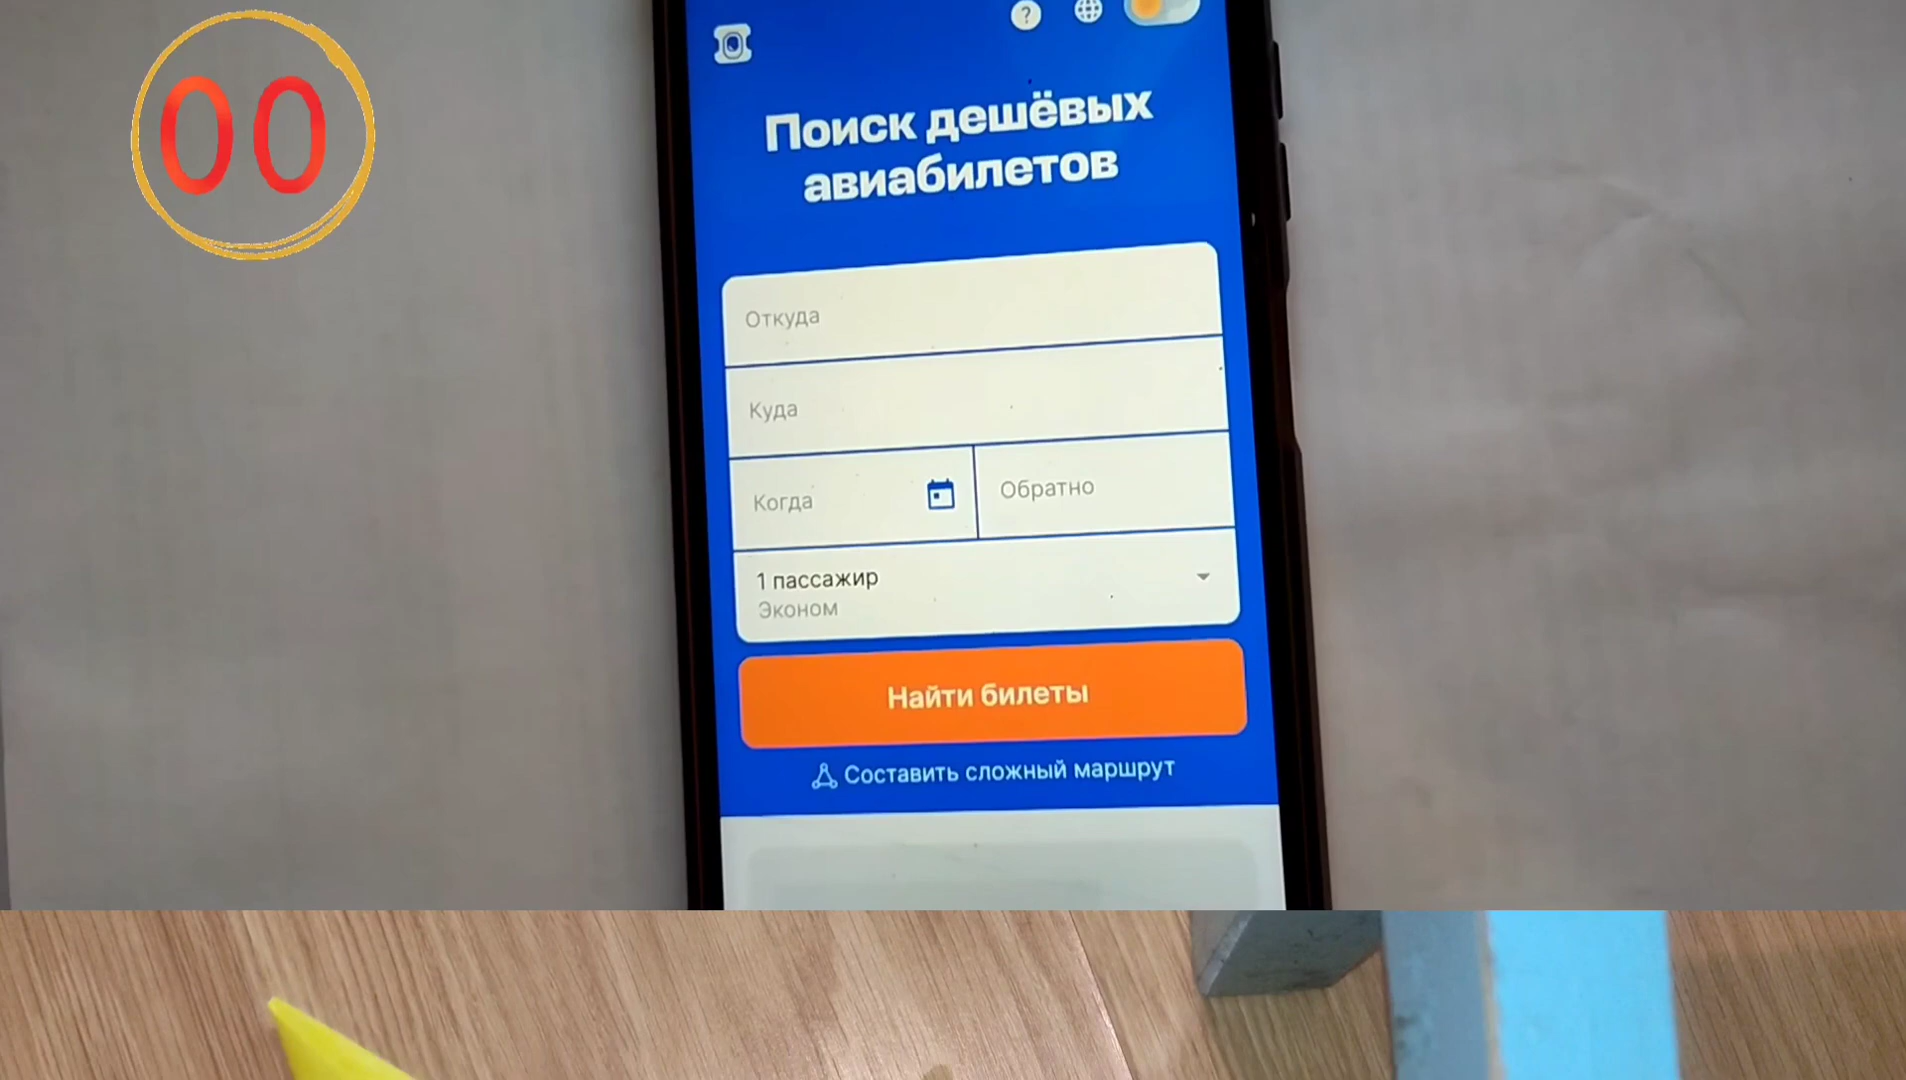 00
?
Поиск дешёвых
авиабилетов
Откуда
Куда
Когда
Обратно
1 пассажир
Эконом
Найти билеты
Составить сложный маршрут